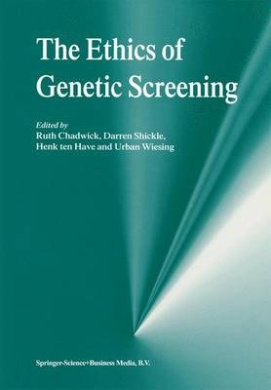 The Ethics of
Genetic Screening
Edited by
Ruth Chadwick, Darren Shickle,
Henk ten Have and Urban Wiesing
Springer-Science+Business Media, B.V.